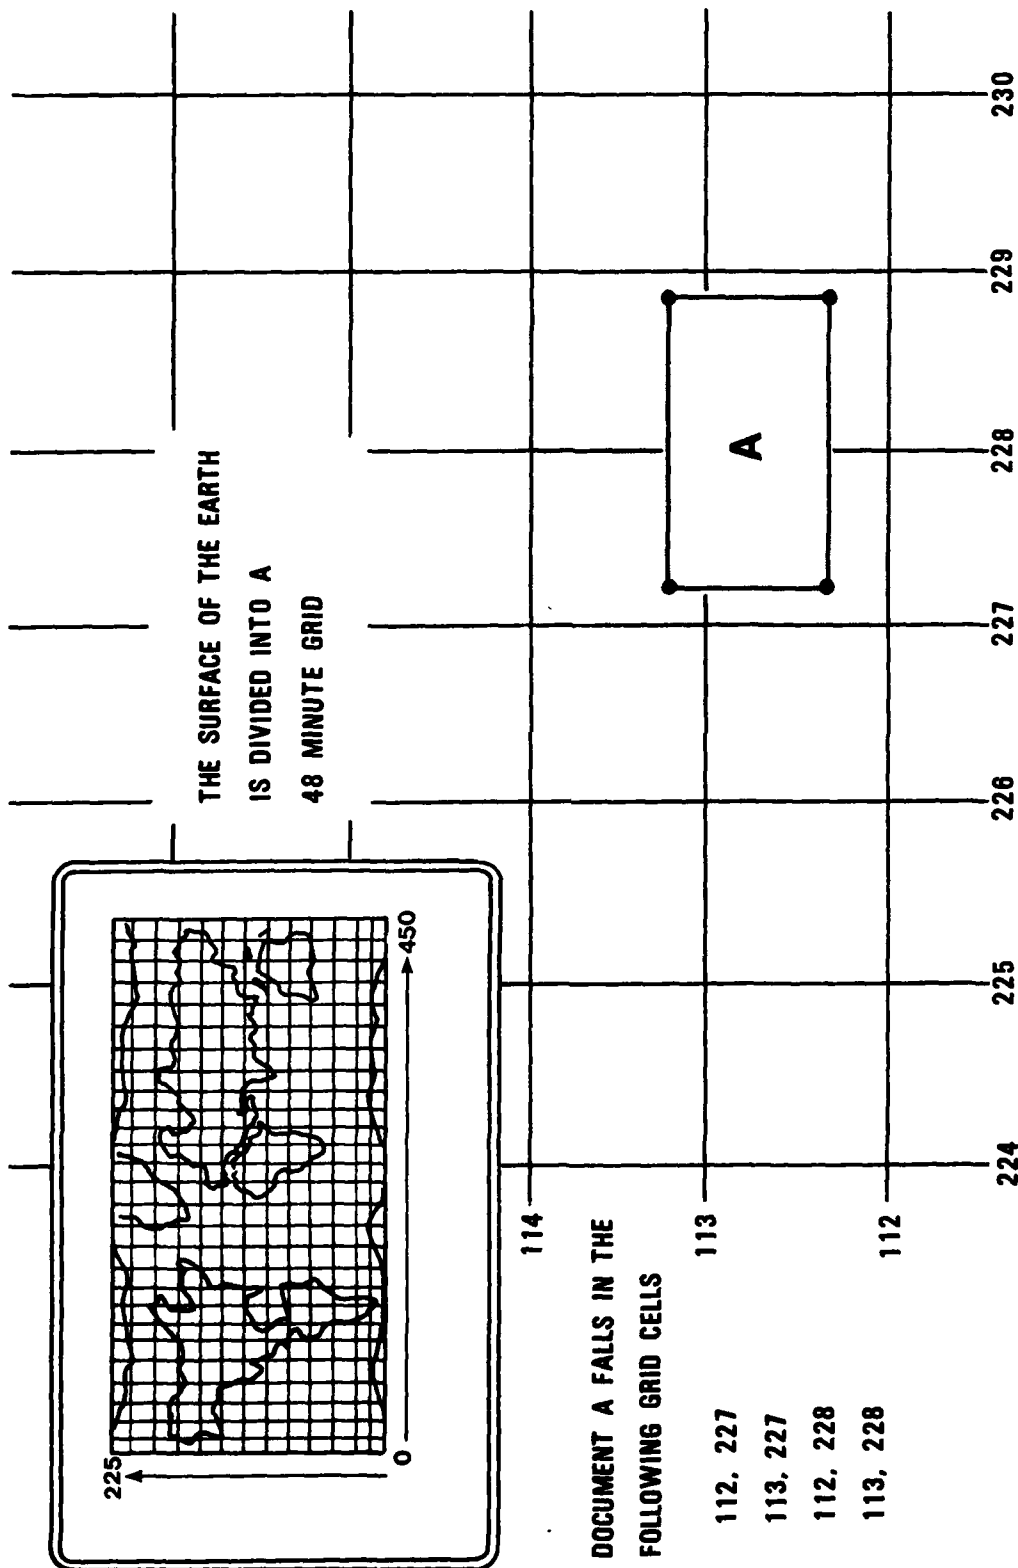 225
0
450
THE SURFACE OF THE EARTH
IS DIVIDED INTO A
48 MINUTE GRID
DOCUMENT A FALLS IN THE
FOLLOWING GRID CELLS
112, 227
113, 227
112, 228
113, 228
114
113
112
A
224
225
226
227
228
229
230